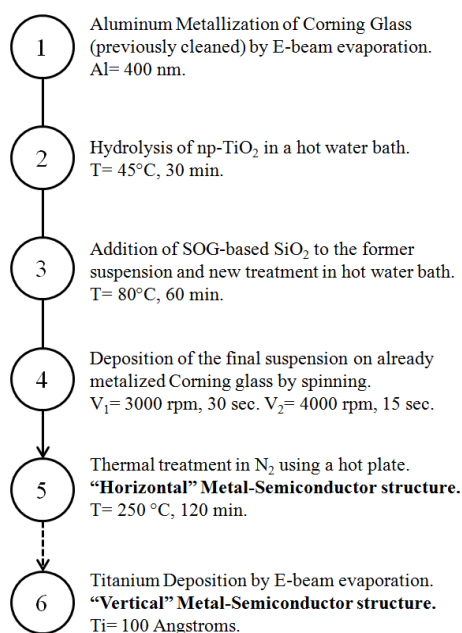 1
Aluminum Metallization of Corning Glass
(previously cleaned) by E-beam evaporation.
Al= 400 nm.
2
Hydrolysis of np-TiO₂ in a hot water bath.
T= 45°C, 30 min.
3
Addition of SOG-based SiO₂ to the former
suspension and new treatment in hot water bath.
T= 80°C, 60 min.
4
Deposition of the final suspension on already
metalized Corning glass by spinning.
V₁= 3000 rpm, 30 sec. V₂= 4000 rpm, 15 sec.
5
Thermal treatment in N₂ using a hot plate.
“Horizontal” Metal-Semiconductor structure.
T= 250 °C, 120 min.
6
Titanium Deposition by E-beam evaporation.
“Vertical” Metal-Semiconductor structure.
Ti= 100 Angstroms.